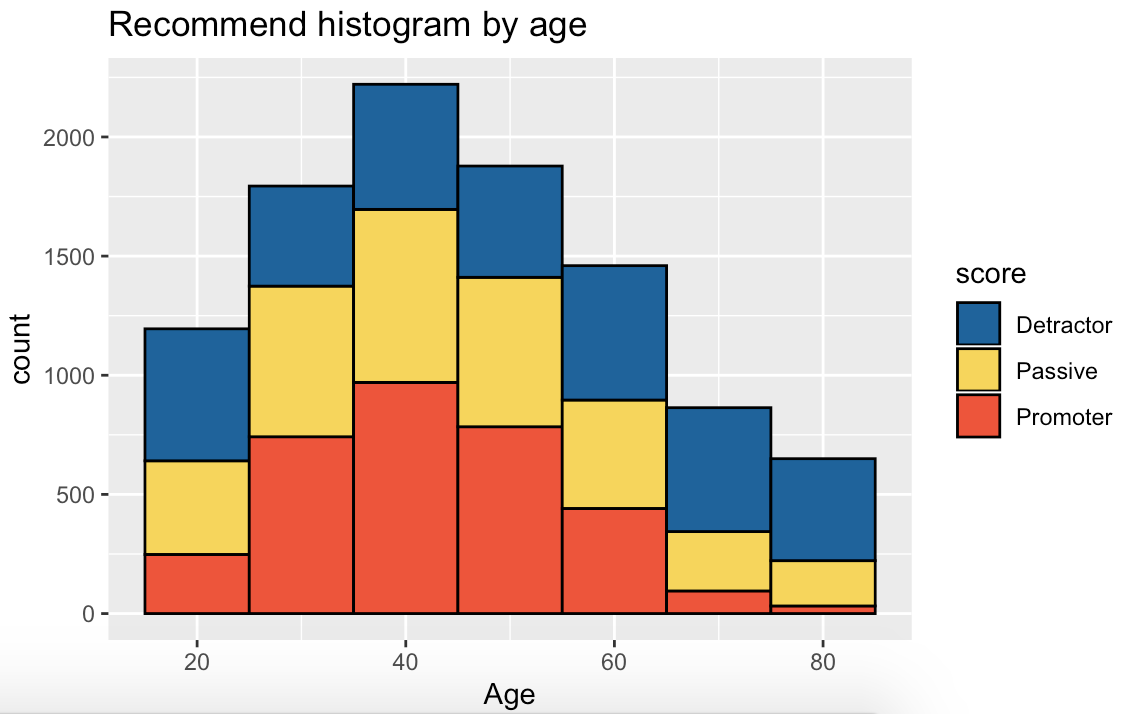 Recommend histogram by age
count
2000
1500
1000
500
0
20 40 60 80
Age
score
Detractor
Passive
Promoter